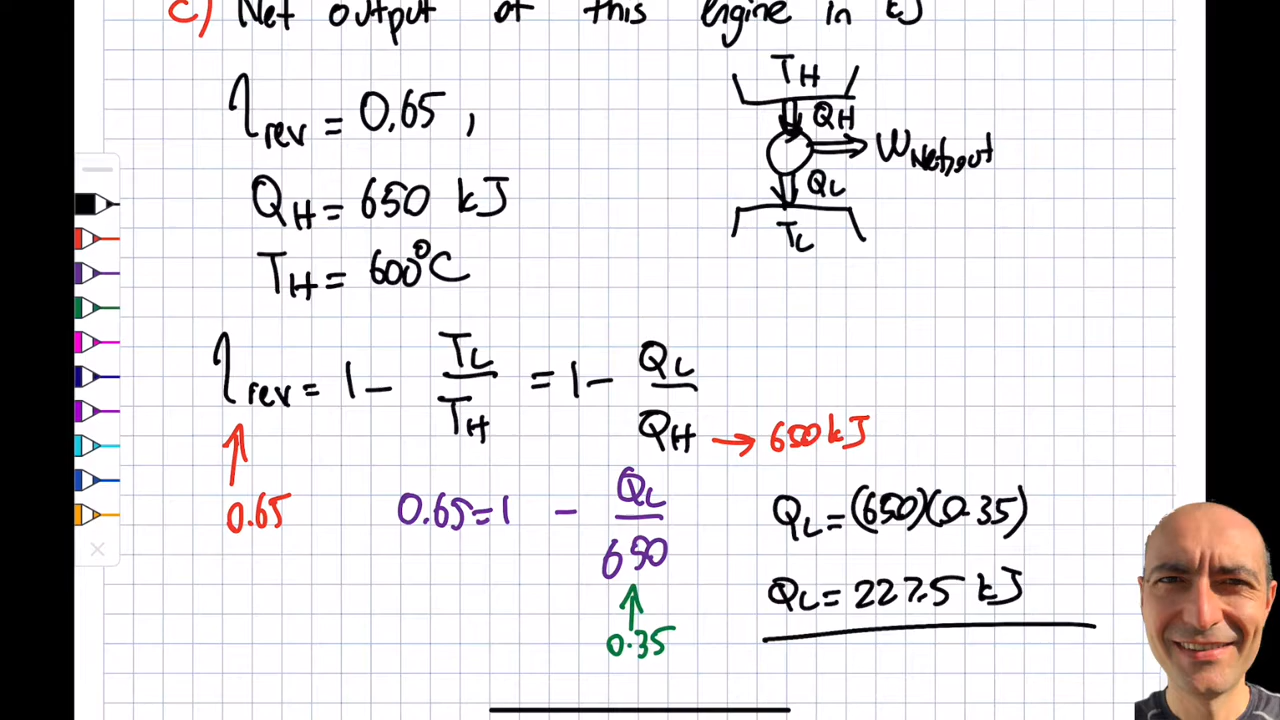 c) Net output of this engine in kJ
ηrev = 0.65,
QH = 650 kJ
TH = 600°C
TH
QH
WNet,out
QL
TL
ηrev = 1 - TL/TH = 1 - QL/QH → 650 kJ
0.65
0.65 = 1 - QL/650
0.35
QL = (650)(0.35)
QL = 227.5 kJ